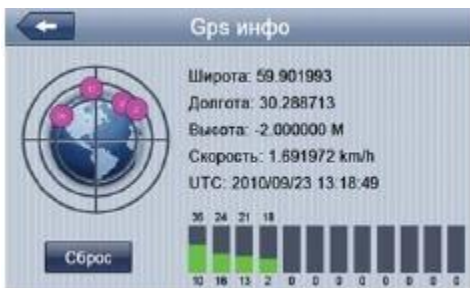 Gps инфо
Широта: 59.901993
Долгота: 30.288713
Высота: -2.000000 M
Скорость: 1.691972 km/h
UTC: 2010/09/23 13:18:49
36 24 21 18
Сброс
10 16 13 2 0 0 0 0 0 0 0 0